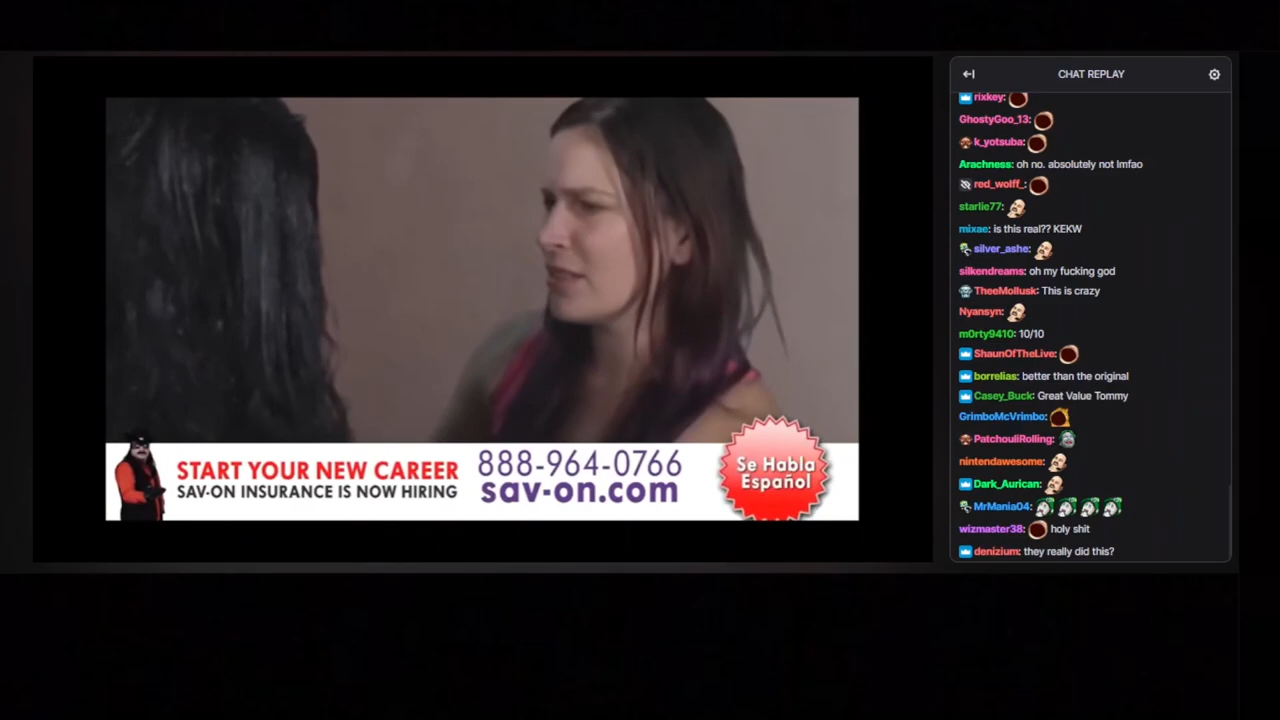 START YOUR NEW CAREER
SAV-ON INSURANCE IS NOW HIRING
888-964-0766
sav-on.com
Se Habla
Español
CHAT REPLAY
rixkey:
GhostyGoo_13:
k_yotsuba:
Arachness: oh no. absolutely not lmfao
red_wolff_:
starlie77:
mixae: is this real?? KEKW
silver_ashe:
silkendreams: oh my fucking god
TheeMollusk: This is crazy
Nyansyn:
m0rty9410: 10/10
ShaunOfTheLive:
borrelias: better than the original
Casey_Buck: Great Value Tommy
GrimboMcVrimbo:
PatchouliRolling:
nintendawesome:
Dark_Aurican:
MrMania04:
wizmaster38: holy shit
denizium: they really did this?